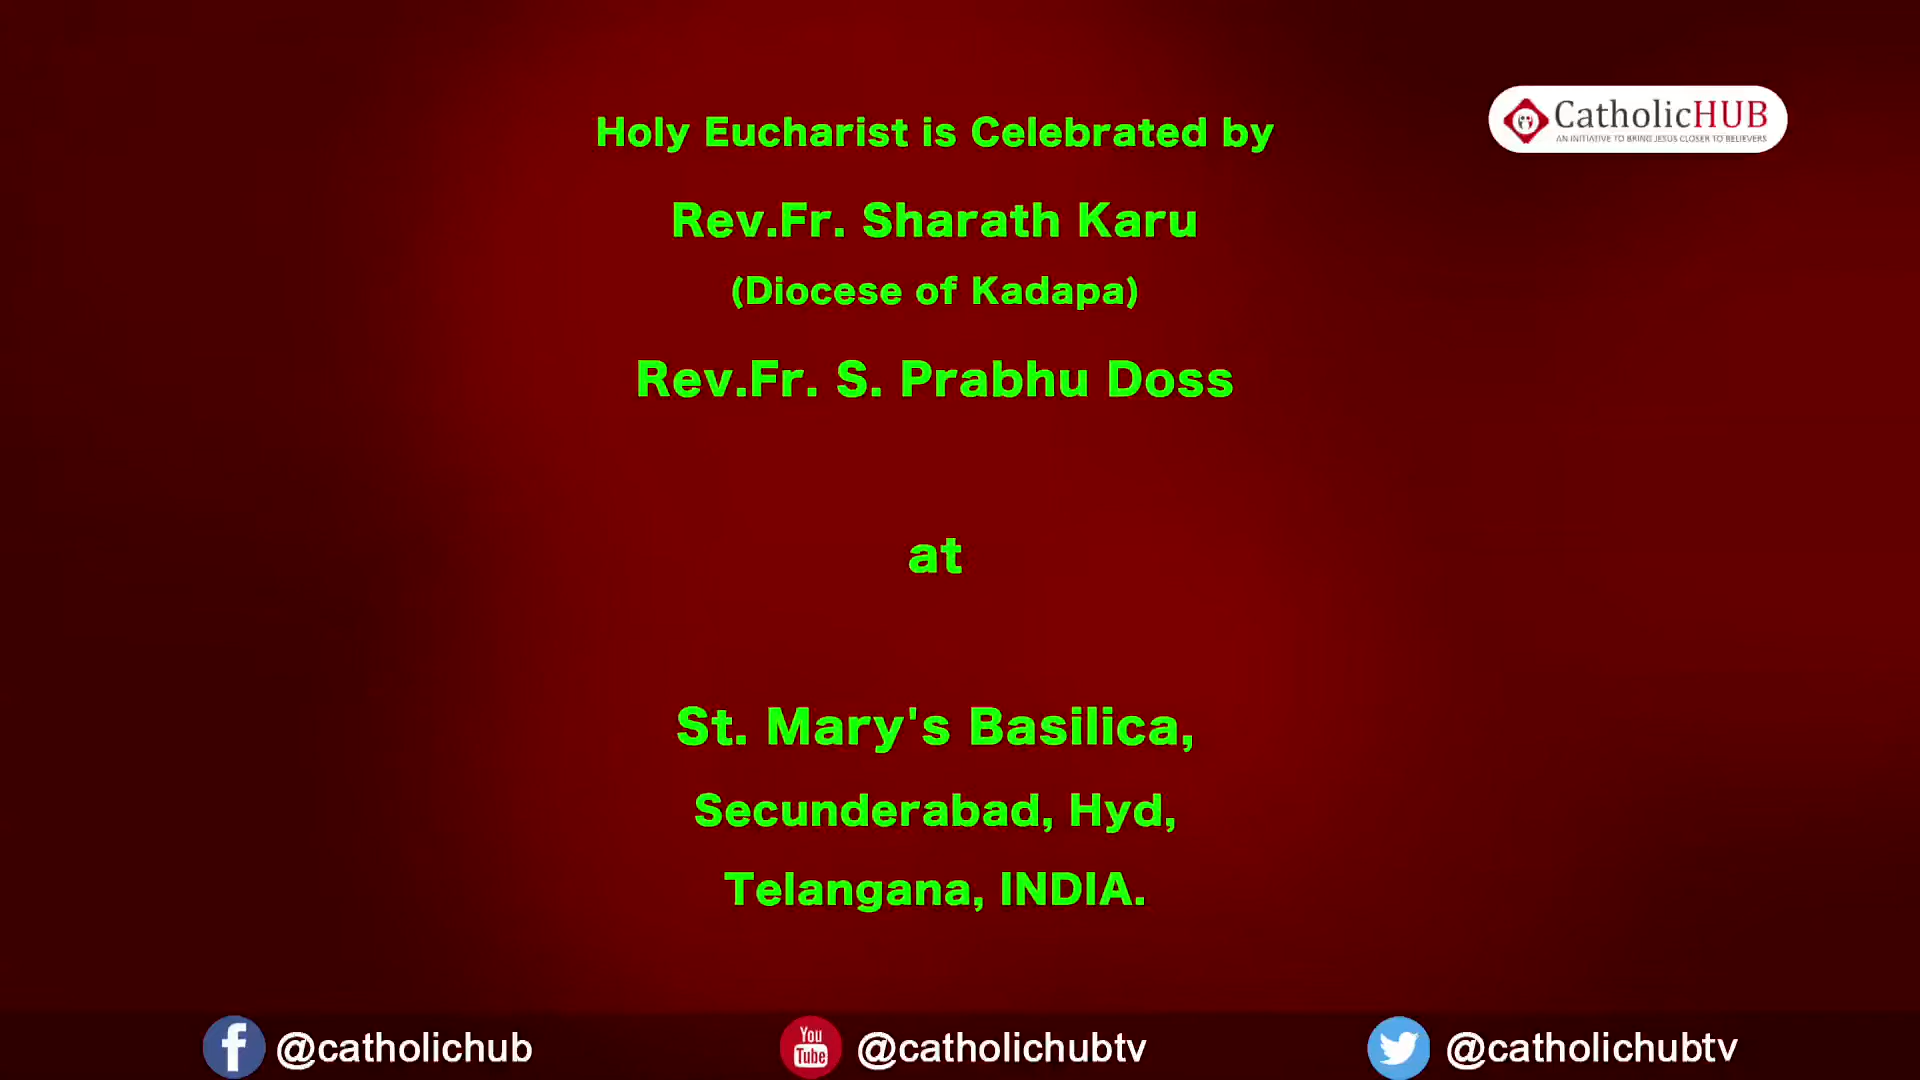 CatholicHUB
AN INITIATIVE TO BRING JESUS CLOSER TO BELIEVERS
Holy Eucharist is Celebrated by
Rev.Fr. Sharath Karu
(Diocese of Kadapa)
Rev.Fr. S. Prabhu Doss
at
St. Mary's Basilica,
Secunderabad, Hyd,
Telangana, INDIA.
f @catholichub
You
Tube @catholichubtv
@catholichubtv